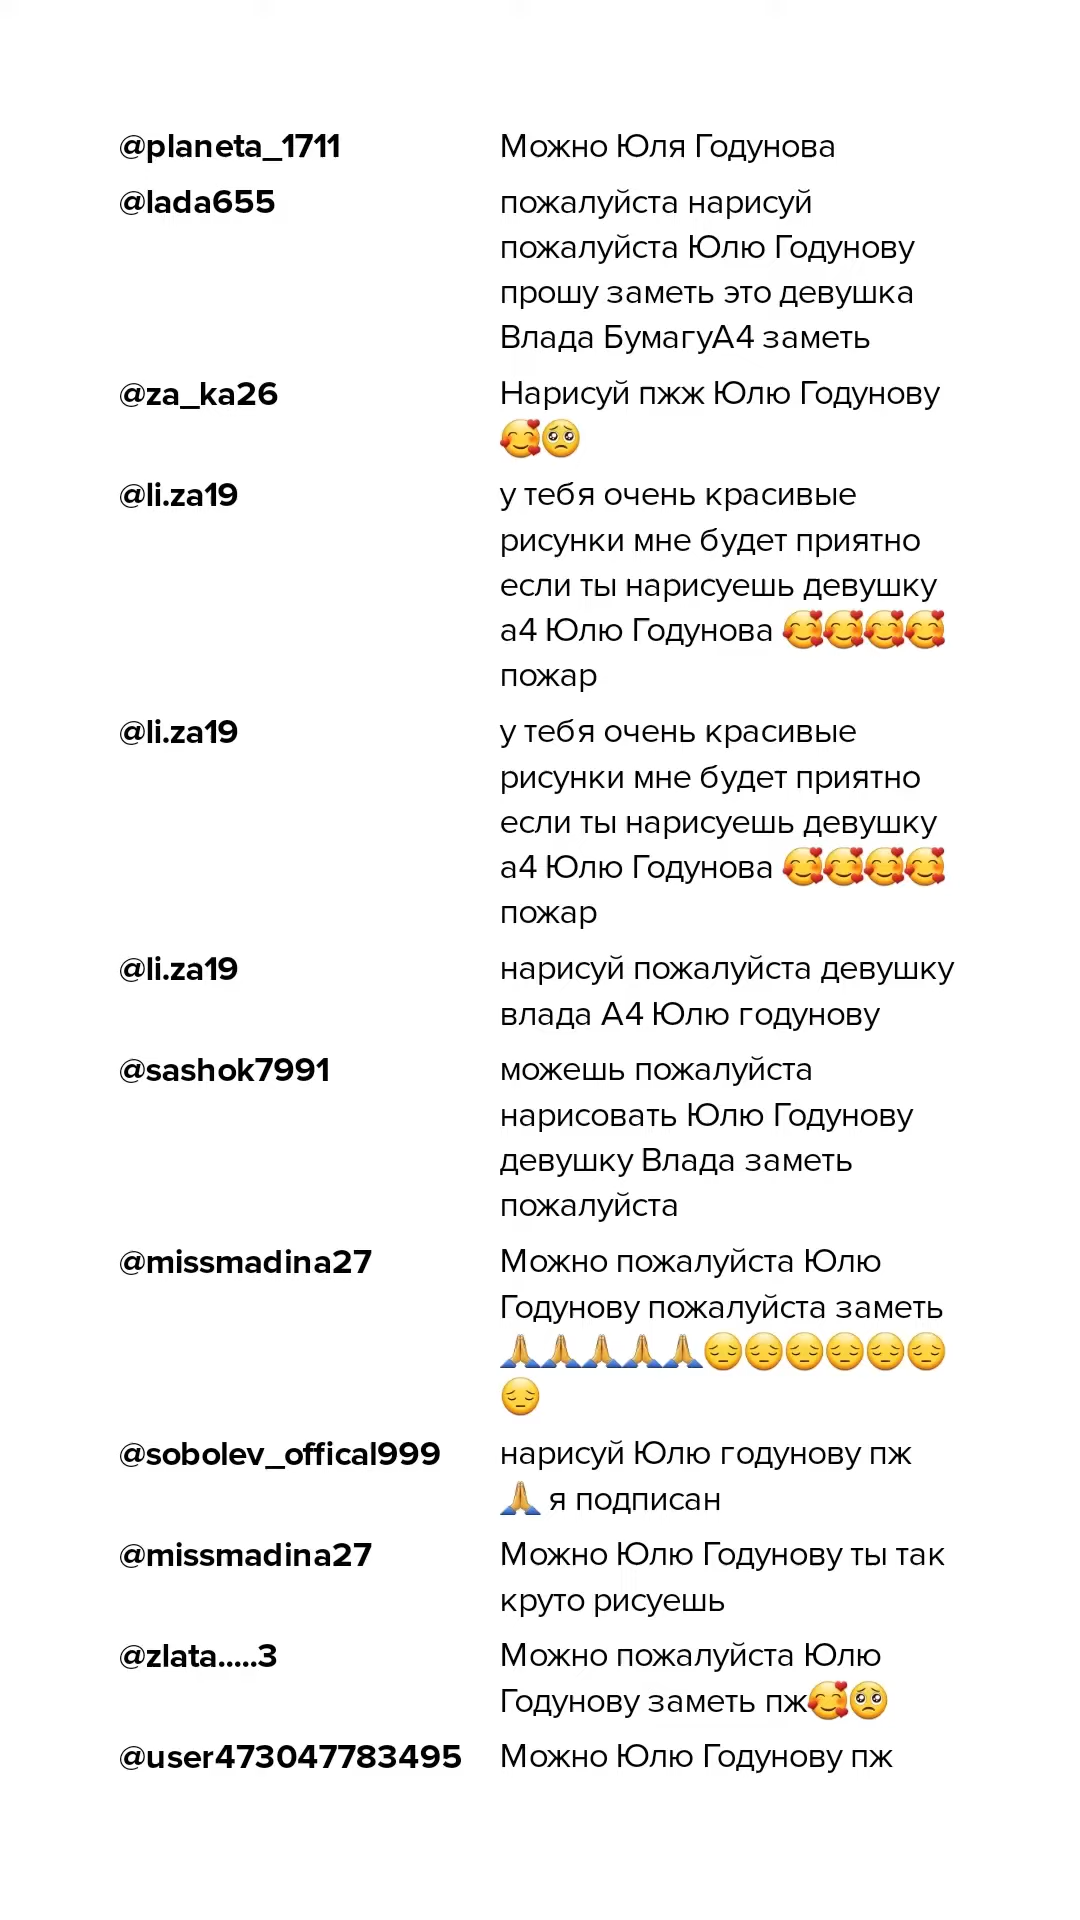 @planeta_1711 Можно Юля Годунова
@lada655 пожалуйста нарисуй
пожалуйста Юлю Годунову
прошу заметь это девушка
Влада БумагуА4 заметь
@za_ka26 Нарисуй пжж Юлю Годунову
🥰🥺
@li.za19 у тебя очень красивые
рисунки мне будет приятно
если ты нарисуешь девушку
а4 Юлю Годунова 🥰🥰🥰🥰
пожар
@li.za19 у тебя очень красивые
рисунки мне будет приятно
если ты нарисуешь девушку
а4 Юлю Годунова 🥰🥰🥰🥰
пожар
@li.za19 нарисуй пожалуйста девушку
влада А4 Юлю годунову
@sashok7991 можешь пожалуйста
нарисовать Юлю Годунову
девушку Влада заметь
пожалуйста
@missmadina27 Можно пожалуйста Юлю
Годунову пожалуйста заметь
🙏🙏🙏🙏🙏😔😔😔😔😔😔
😔
@sobolev_offical999 нарисуй Юлю годунову пж
🙏 я подписан
@missmadina27 Можно Юлю Годунову ты так
круто рисуешь
@zlata.....3 Можно пожалуйста Юлю
Годунову заметь пж🥰🥺
@user473047783495 Можно Юлю Годунову пж